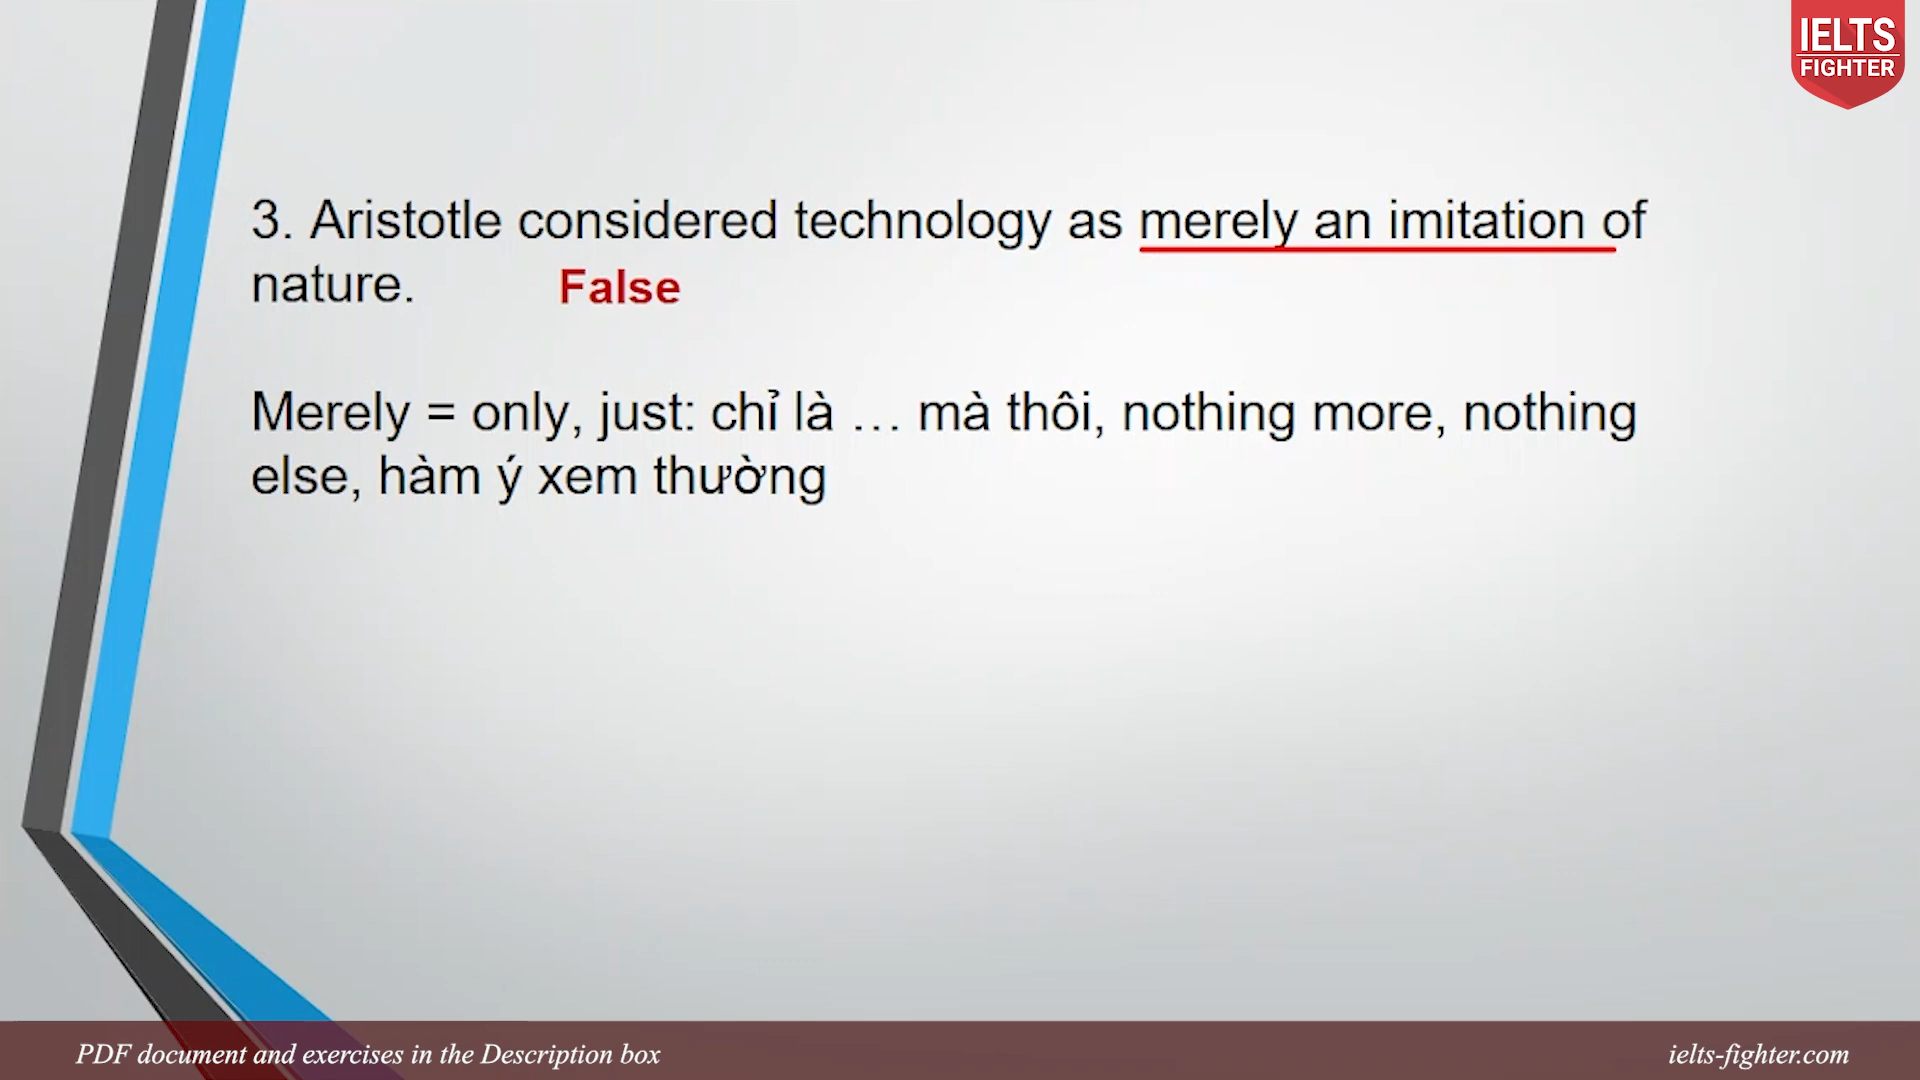 IELTS
FIGHTER
3. Aristotle considered technology as merely an imitation of
nature. False
Merely = only, just: chỉ là … mà thôi, nothing more, nothing
else, hàm ý xem thường
PDF document and exercises in the Description box
ielts-fighter.com